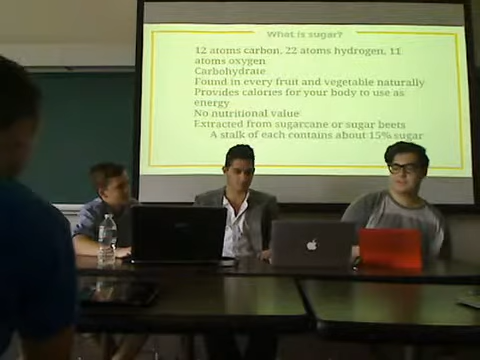 What is sugar?
12 atoms carbon, 22 atoms hydrogen, 11
atoms oxygen
Carbohydrate
Found in every fruit and vegetable naturally
Provides calories for your body to use as
energy
No nutritional value
Extracted from sugarcane or sugar beets
A stalk of each contains about 15% sugar